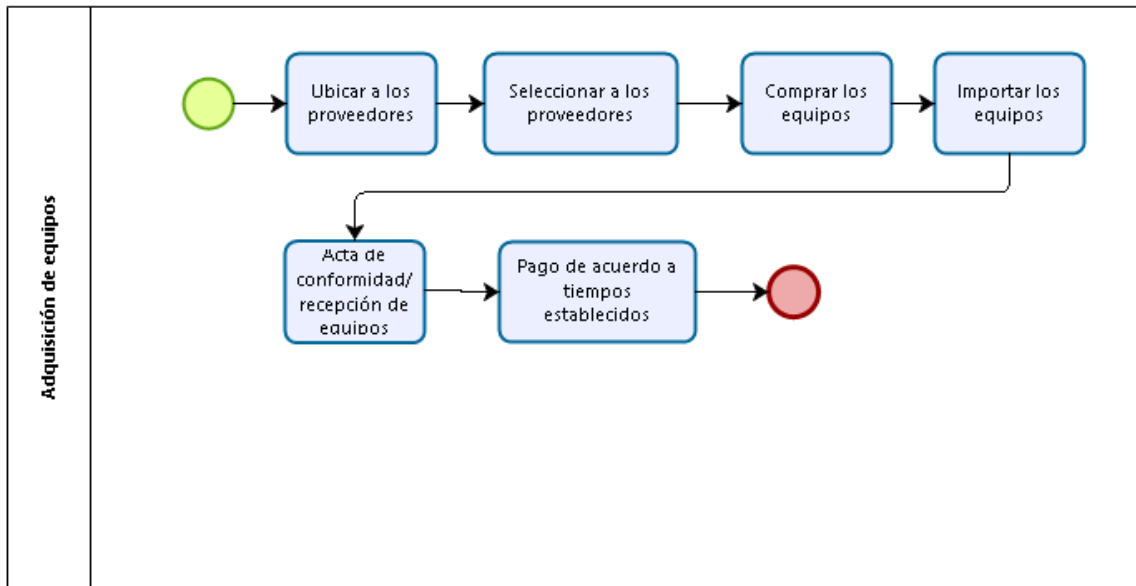 Adquisición de equipos
Ubicar a los
proveedores
Seleccionar a los
proveedores
Comprar los
equipos
Importar los
equipos
Acta de
conformidad/
recepción de
equipos
Pago de acuerdo a
tiempos
establecidos